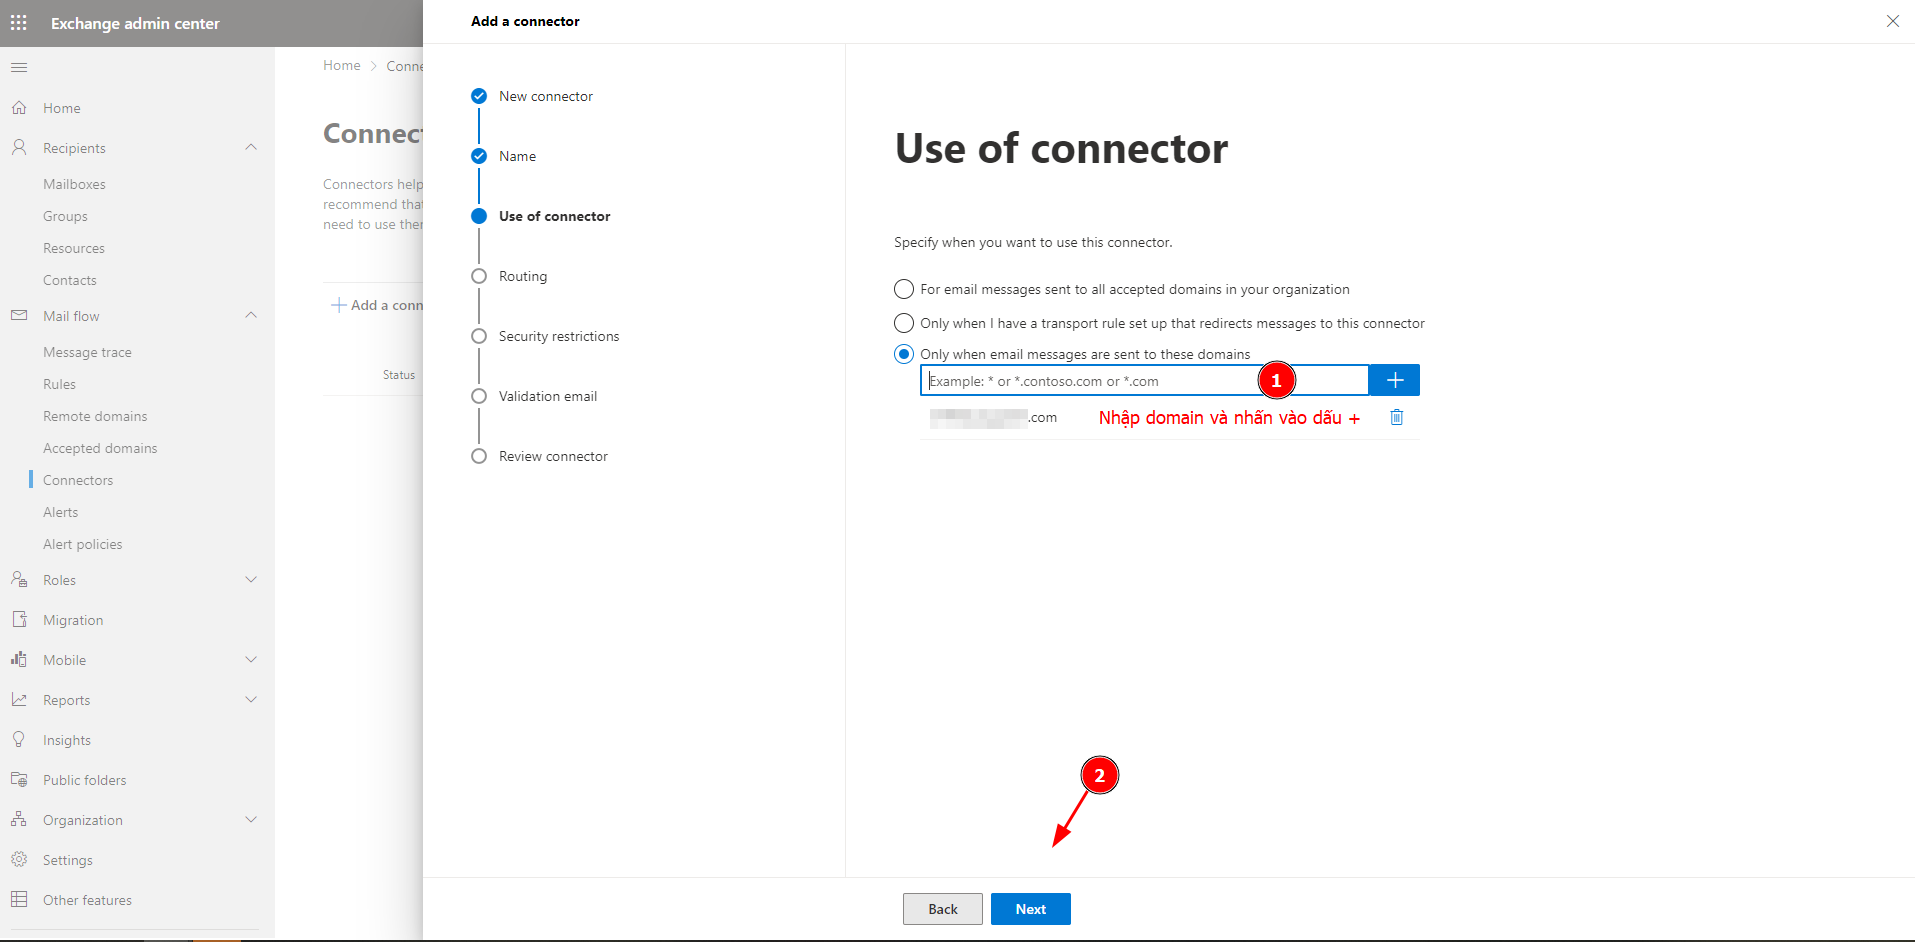 Exchange admin center
Home
Recipients
Mailboxes
Groups
Resources
Contacts
Mail flow
Message trace
Rules
Remote domains
Accepted domains
Connectors
Alerts
Alert policies
Roles
Migration
Mobile
Reports
Insights
Public folders
Organization
Settings
Other features
Home > Conne
Connect
Connectors help
recommend that
need to use ther
Add a conn
Status
Add a connector
New connector
Name
Use of connector
Routing
Security restrictions
Validation email
Review connector
Use of connector
Specify when you want to use this connector.
For email messages sent to all accepted domains in your organization
Only when I have a transport rule set up that redirects messages to this connector
Only when email messages are sent to these domains
Example: * or *.contoso.com or *.com
1
.com
Nhập domain và nhấn vào dấu +
2
Back
Next